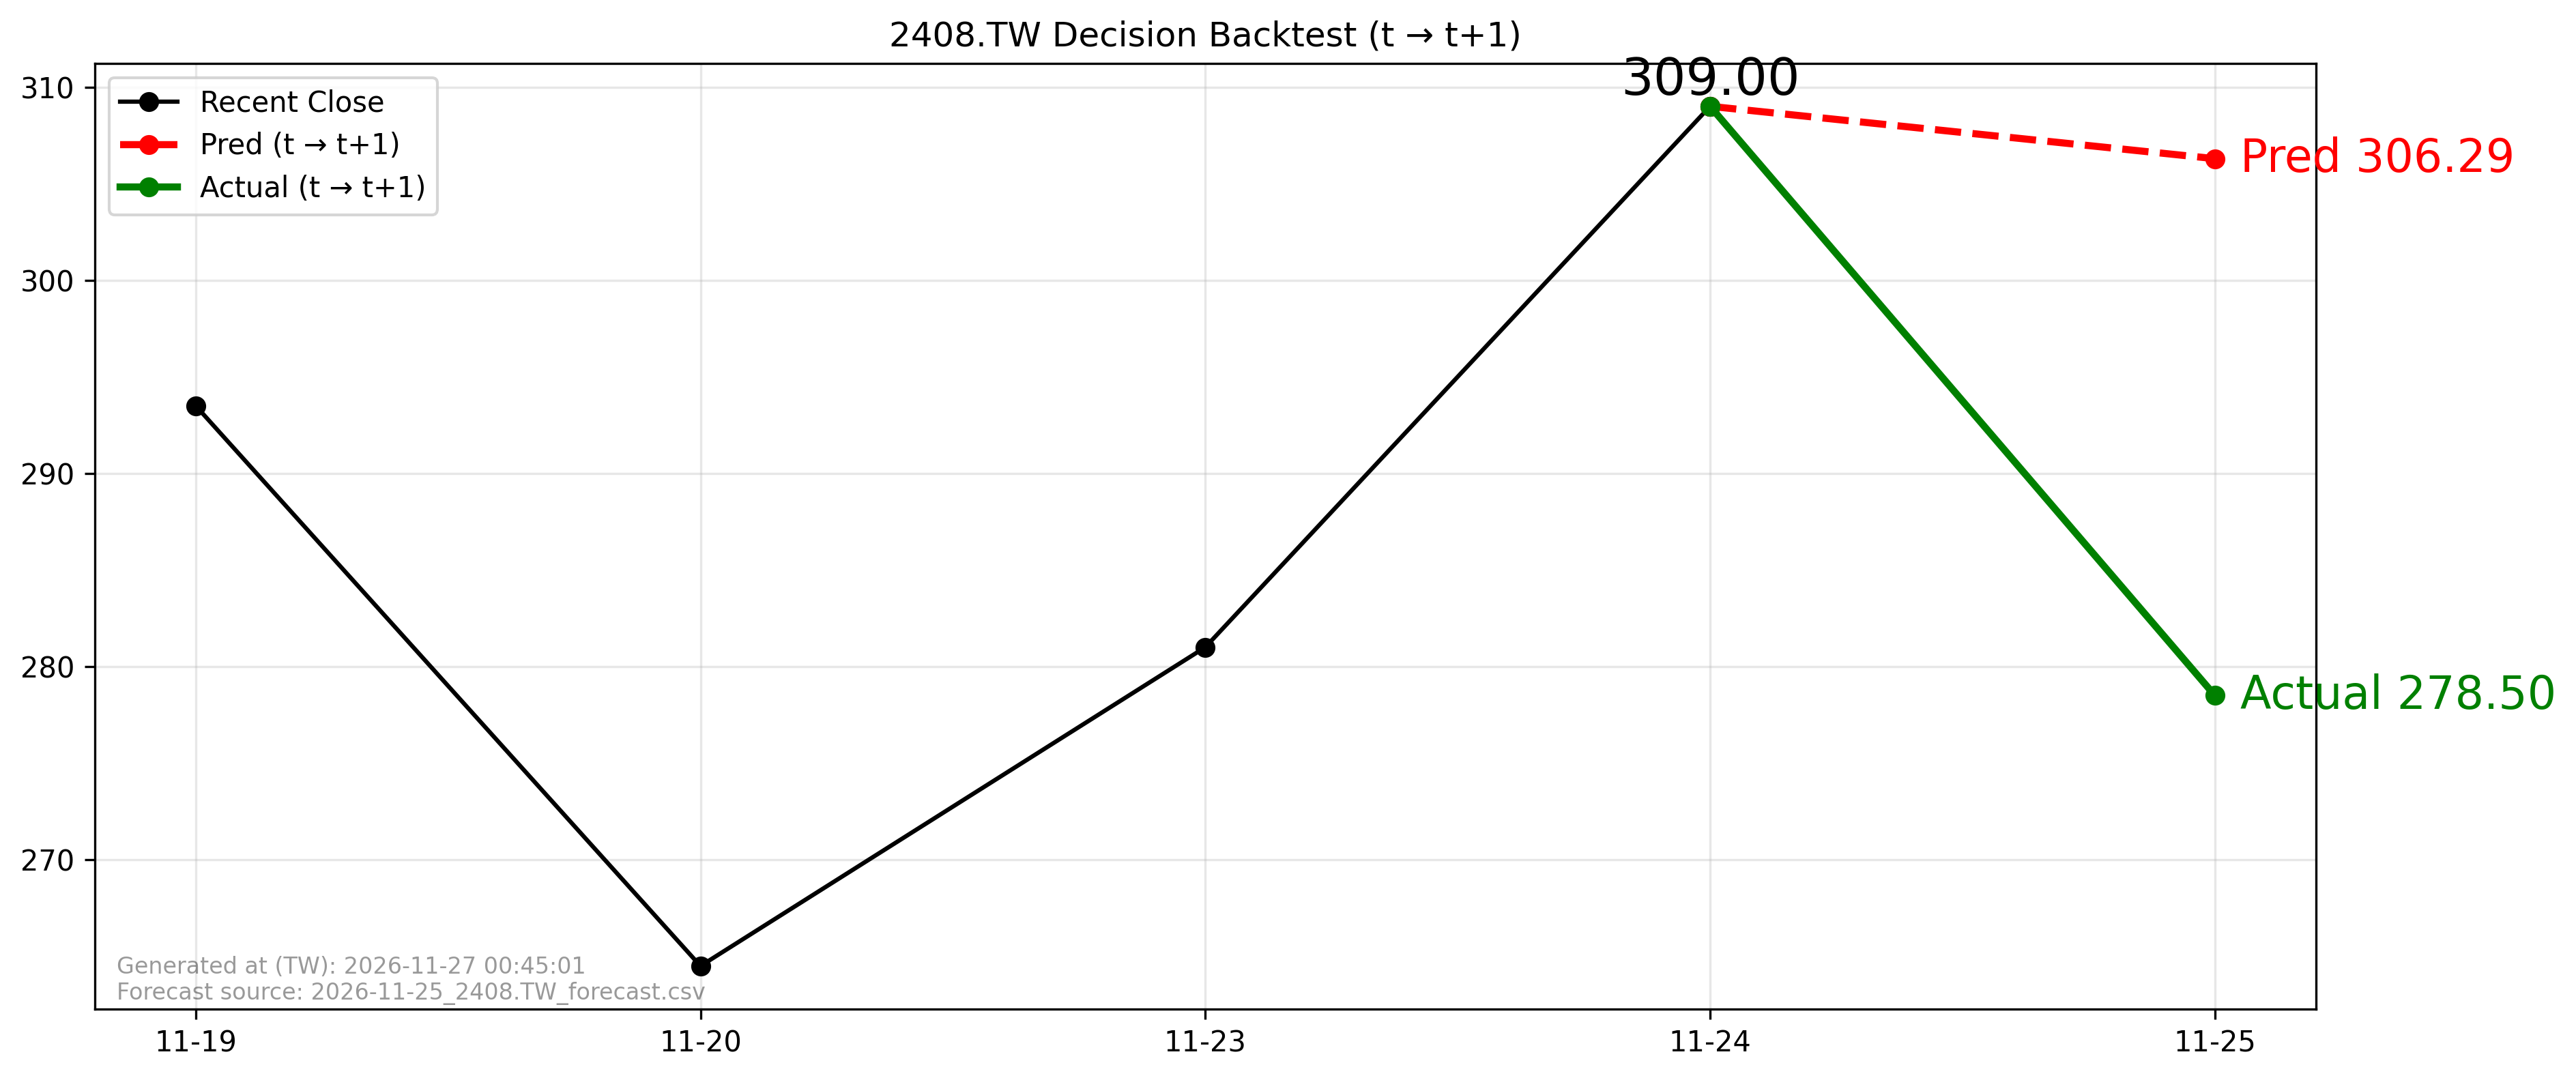 2408.TW Decision Backtest (t → t+1)
309.00
310
300
290
280
270
Recent Close
Pred (t → t+1)
Actual (t → t+1)
Pred 306.29
Actual 278.50
Generated at (TW): 2026-11-27 00:45:01
Forecast source: 2026-11-25_2408.TW_forecast.csv
11-19
11-20
11-23
11-24
11-25